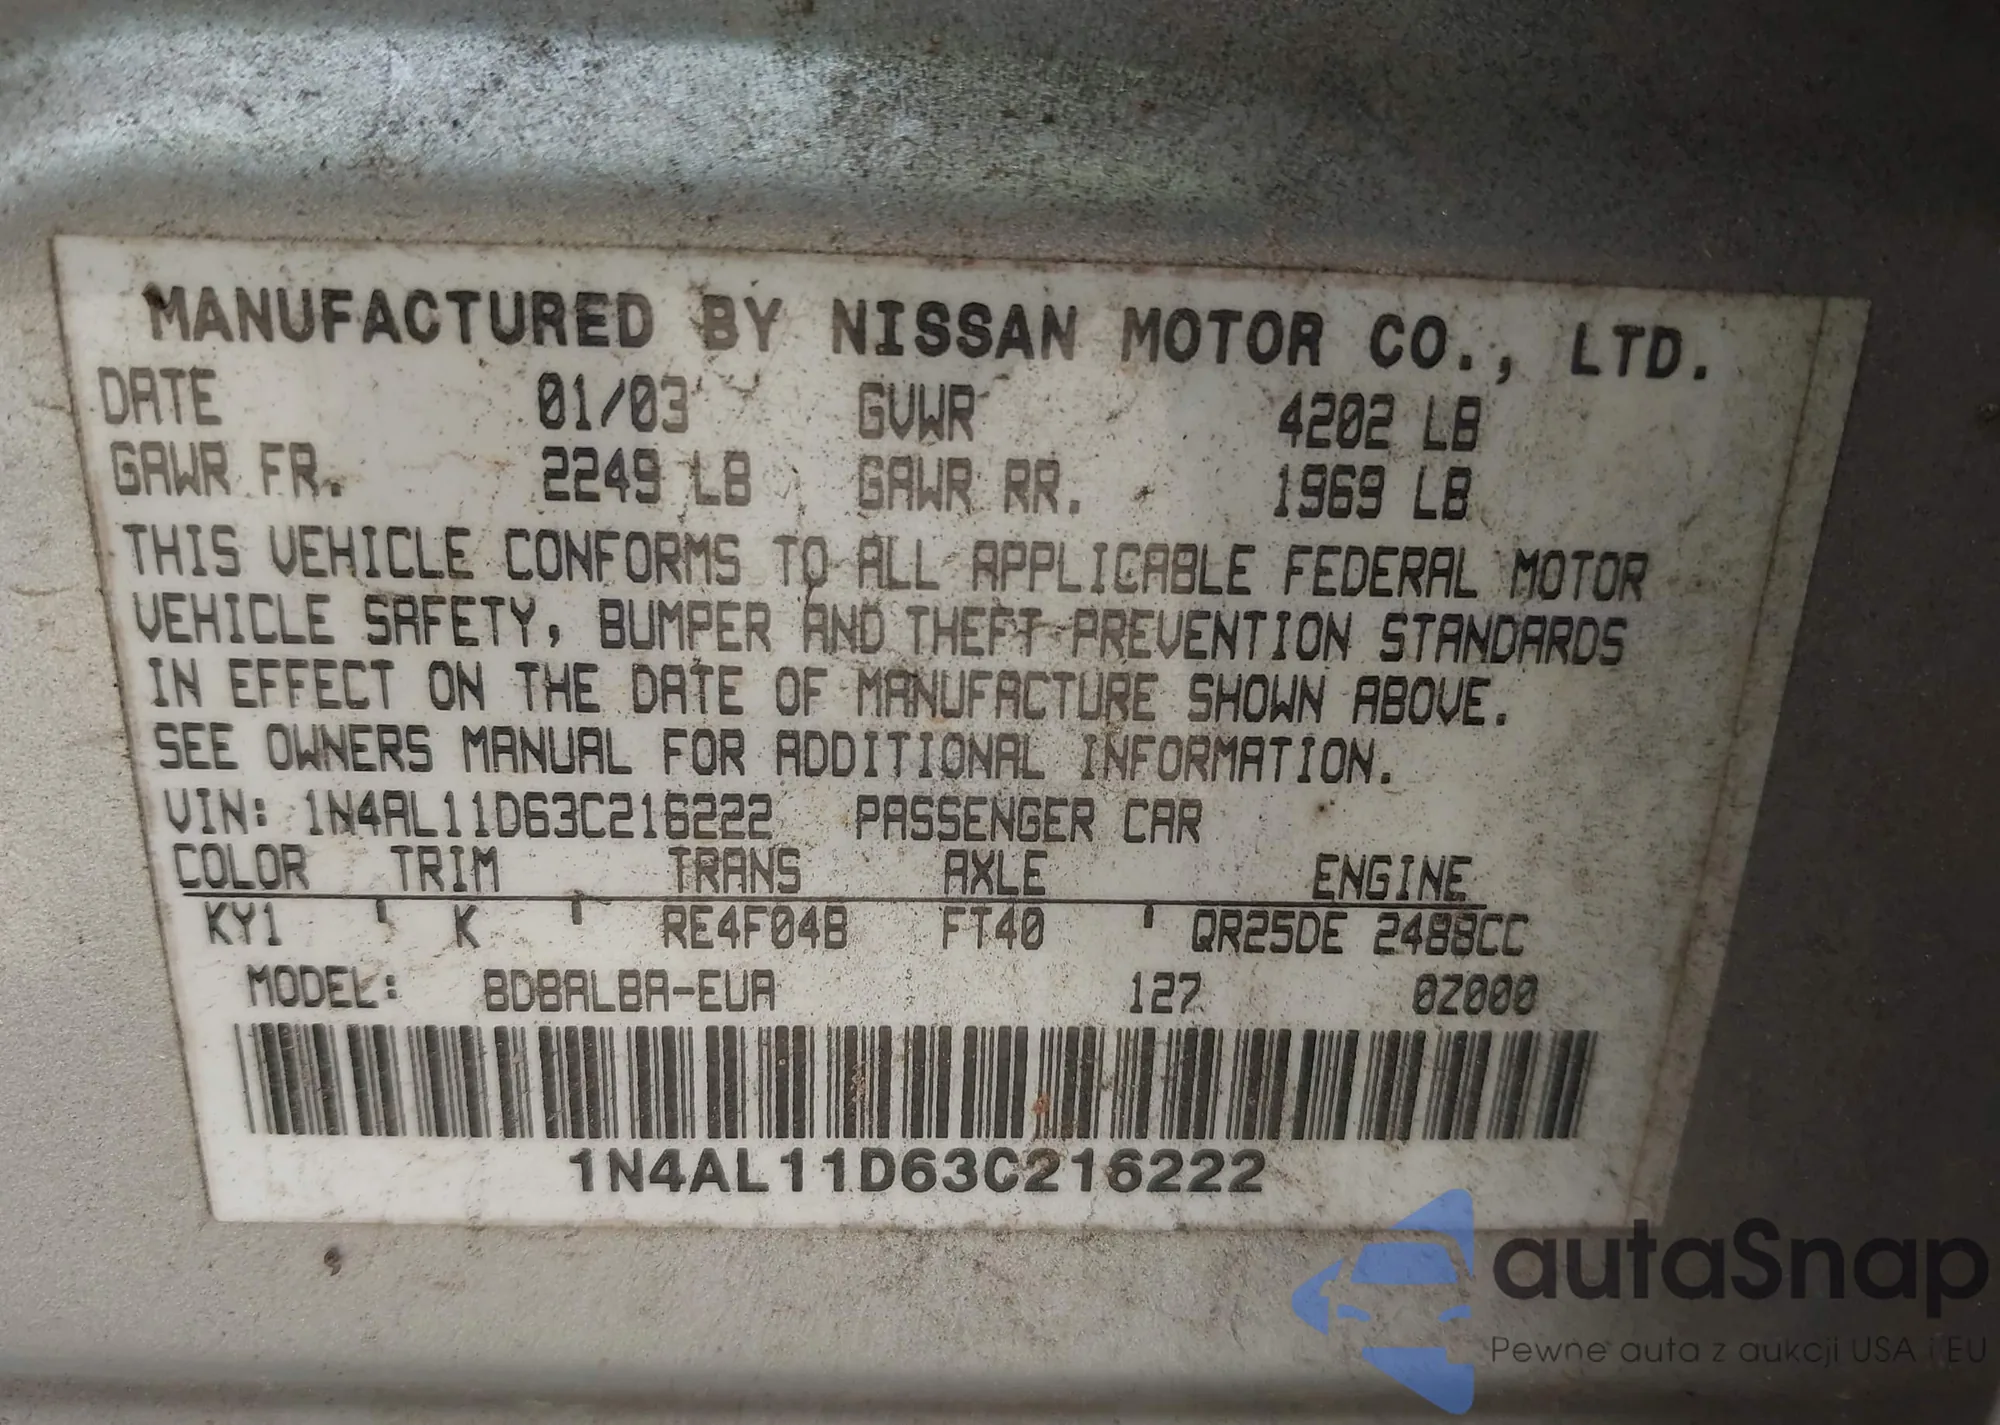 MANUFACTURED BY NISSAN MOTOR CO., LTD.
DATE 01/03 GVWR 4202 LB
GAWR FR. 2249 LB GAWR RR. 1969 LB
THIS VEHICLE CONFORMS TO ALL APPLICABLE FEDERAL MOTOR
VEHICLE SAFETY, BUMPER AND THEFT PREVENTION STANDARDS
IN EFFECT ON THE DATE OF MANUFACTURE SHOWN ABOVE.
SEE OWNERS MANUAL FOR ADDITIONAL INFORMATION.
VIN: 1N4AL11D63C216222 PASSENGER CAR
COLOR TRIM TRANS AXLE ENGINE
KY1 K RE4F04B FT40 QR25DE 2488CC
MODEL: BDBALBA-EUA 127 0Z000
1N4AL11D63C216222
autaSnap
Pewne auta z aukcji USA i EU